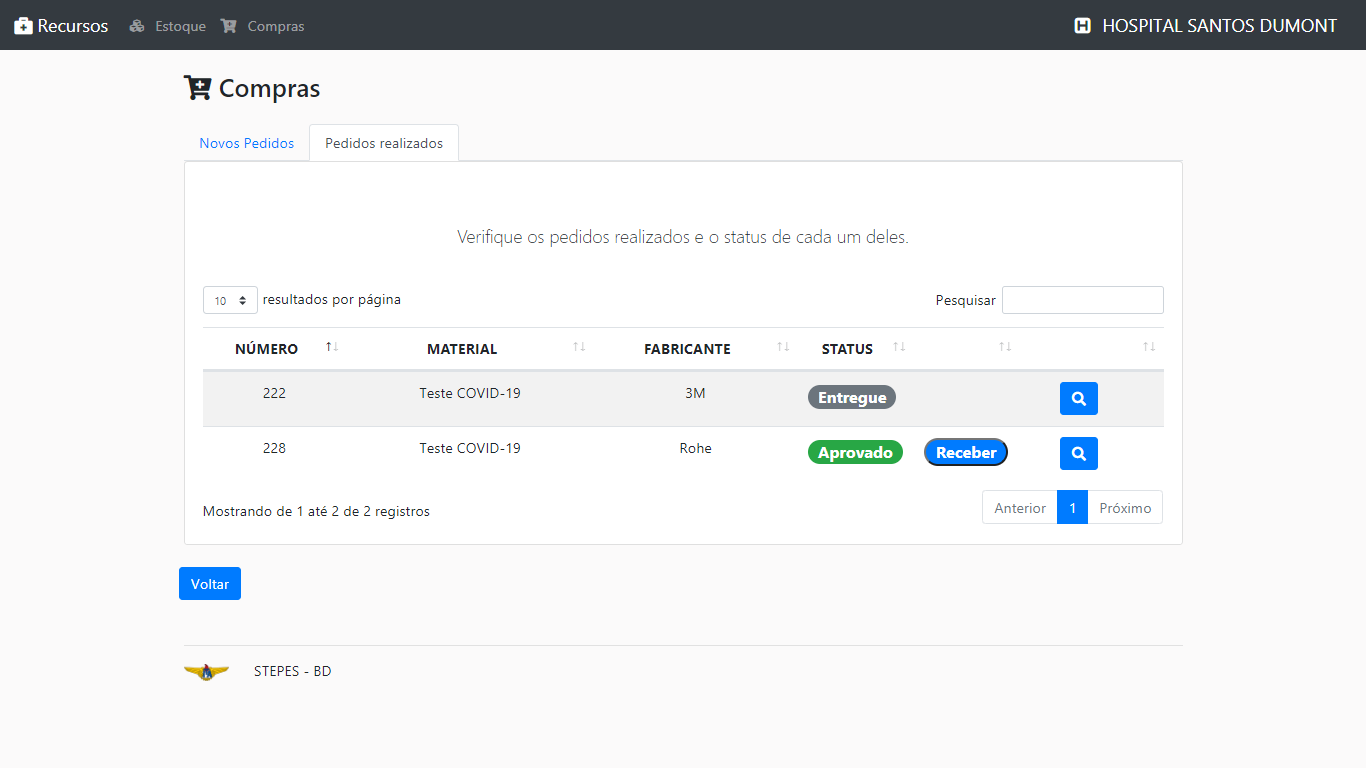 Recursos Estoque Compras HOSPITAL SANTOS DUMONT
Compras
Novos Pedidos Pedidos realizados
Verifique os pedidos realizados e o status de cada um deles.
10 resultados por página Pesquisar
NÚMERO MATERIAL FABRICANTE STATUS
222 Teste COVID-19 3M Entregue
228 Teste COVID-19 Rohe Aprovado Receber
Mostrando de 1 até 2 de 2 registros Anterior 1 Próximo
Voltar
STEPES - BD